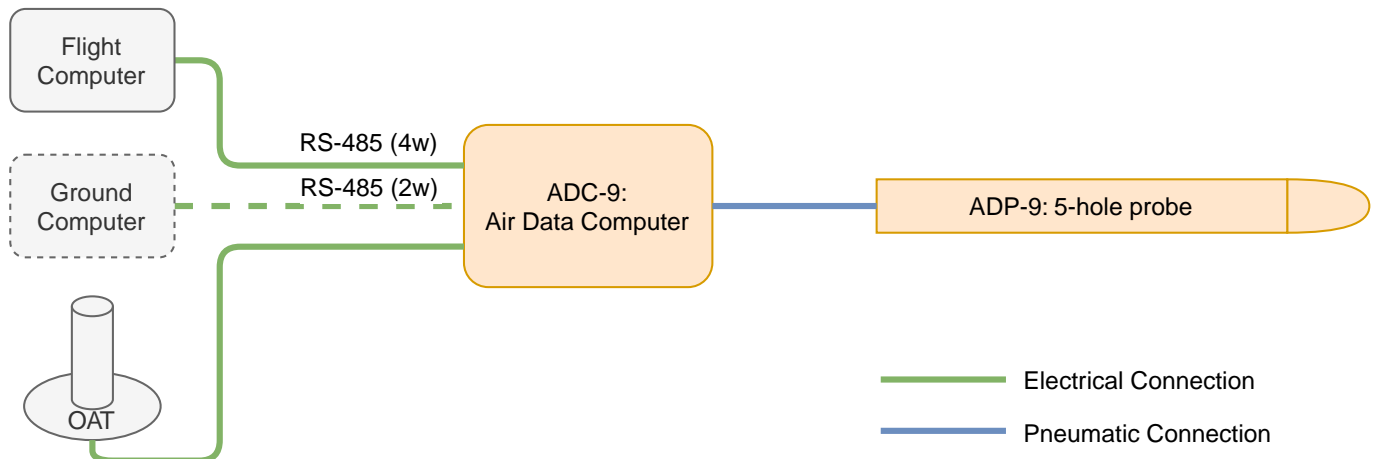 Flight
Computer
RS-485 (4w)
Ground
Computer
RS-485 (2w)
ADC-9:
Air Data Computer
ADP-9: 5-hole probe
OAT
Electrical Connection
Pneumatic Connection